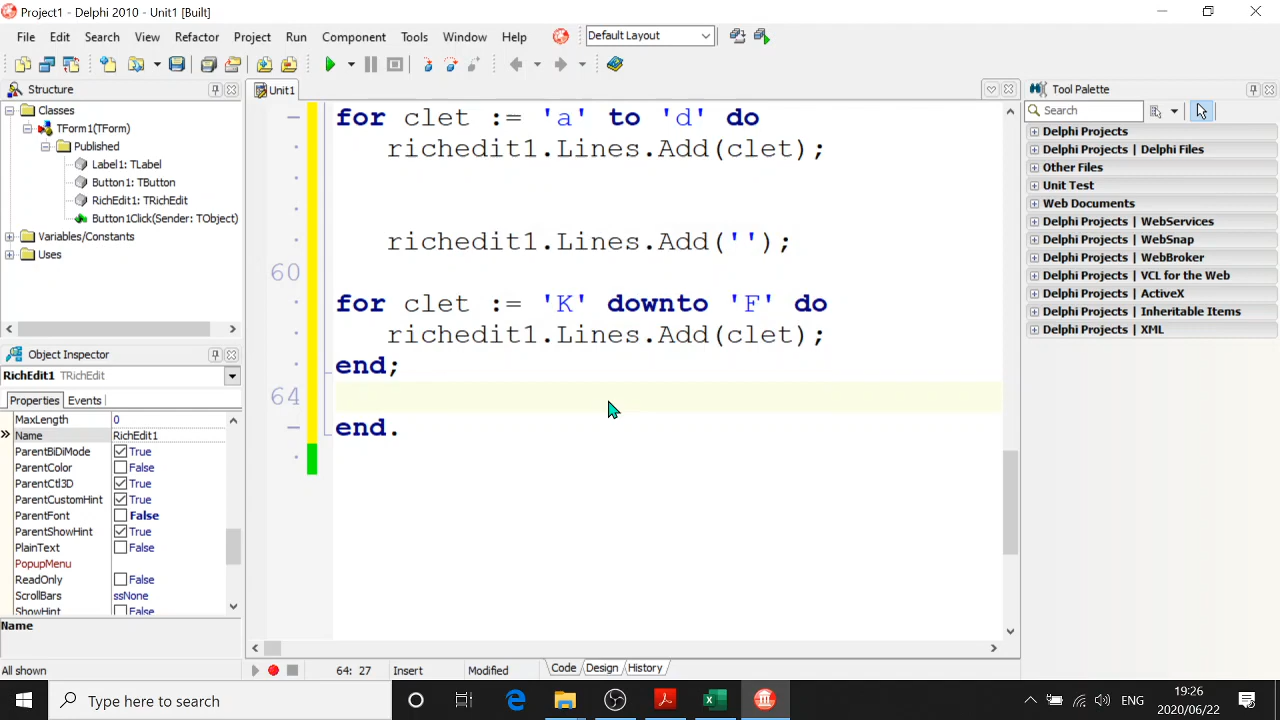 Project1 - Delphi 2010 - Unit1 [Built]
File Edit Search View Refactor Project Run Component Tools Window Help Default Layout
Structure
Classes
TForm1(TForm)
Published
Label1: TLabel
Button1: TButton
RichEdit1: TRichEdit
Button1Click(Sender: TObject)
Variables/Constants
Uses
Object Inspector
RichEdit1 TRichEdit
Properties Events
MaxLength 0
Name RichEdit1
ParentBiDiMode True
ParentColor False
ParentCtl3D True
ParentCustomHint True
ParentFont False
ParentShowHint True
PlainText False
PopupMenu
ReadOnly False
ScrollBars ssNone
ShowHint False
Name
All shown
Unit1
for clet := 'a' to 'd' do
richedit1.Lines.Add(clet);
richedit1.Lines.Add('');
60
for clet := 'K' downto 'F' do
richedit1.Lines.Add(clet);
end;
64
end.
64: 27 Insert Modified Code Design History
Tool Palette
Search
Delphi Projects
Delphi Projects | Delphi Files
Other Files
Unit Test
Web Documents
Delphi Projects | WebServices
Delphi Projects | WebSnap
Delphi Projects | WebBroker
Delphi Projects | VCL for the Web
Delphi Projects | ActiveX
Delphi Projects | Inheritable Items
Delphi Projects | XML
Type here to search
ENG
19:26
2020/06/22